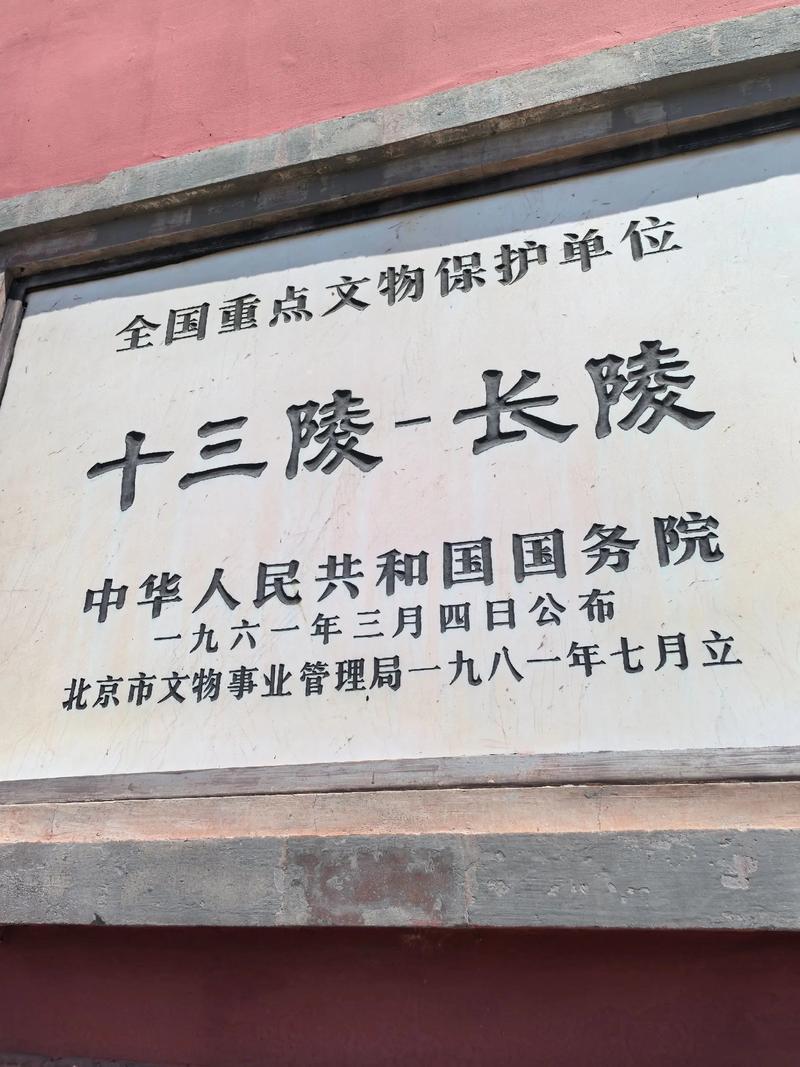 全国重点文物保护单位
十三陵-长陵
中华人民共和国国务院
一九六一年三月四日公布
北京市文物事业管理局一九八一年七月立